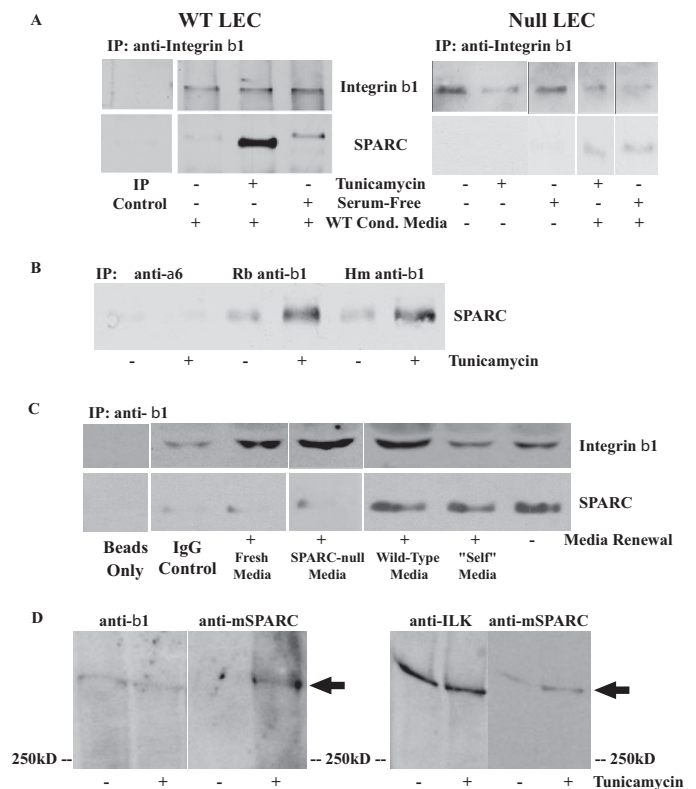 A
WT LEC
Null LEC
IP: anti-Integrin b1
IP: anti-Integrin b1
Integrin b1
SPARC
IP
Control
- + - Tunicamycin - + - + -
- - + Serum-Free - - + - +
+ + + WT Cond. Media - - - + +
B
IP: anti-a6 Rb anti-b1 Hm anti-b1
SPARC
- + - + - + Tunicamycin
C
IP: anti- b1
Integrin b1
SPARC
+ + + + - Media Renewal
Beads
Only
IgG
Control
Fresh
Media
SPARC-null
Media
Wild-Type
Media
"Self"
Media
D
anti-b1 anti-mSPARC
anti-ILK anti-mSPARC
250kD -- -- 250kD -- -- 250kD
- + - + - + - + Tunicamycin